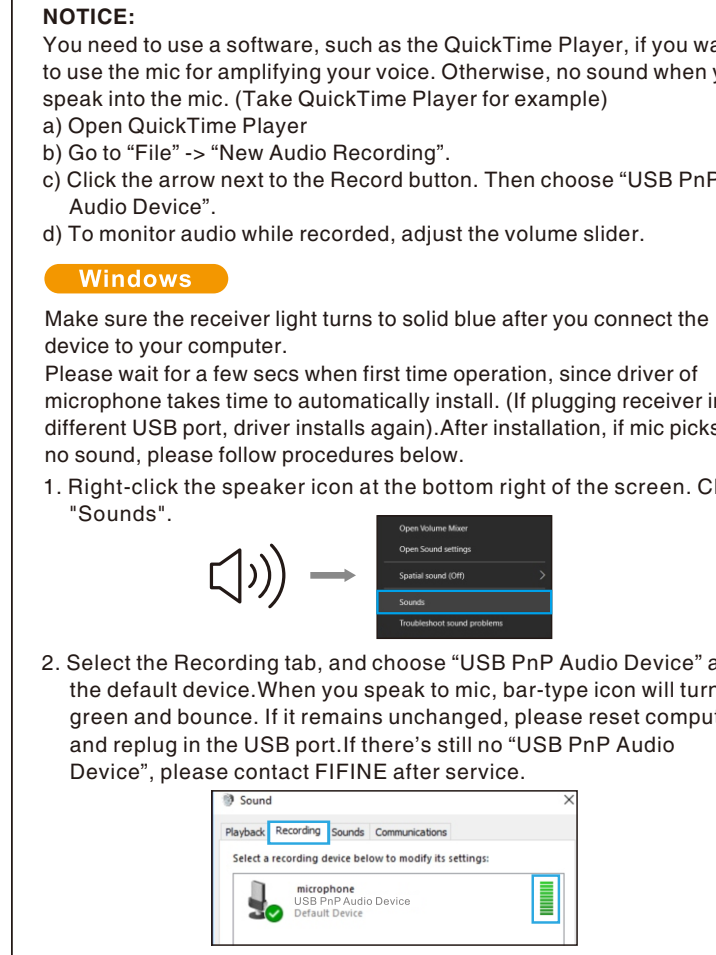 NOTICE:
You need to use a software, such as the QuickTime Player, if you
to use the mic for amplifying your voice. Otherwise, no sound when
speak into the mic. (Take QuickTime Player for example)
a) Open QuickTime Player
b) Go to “File” -> “New Audio Recording”.
c) Click the arrow next to the Record button. Then choose “USB PnP
Audio Device”.
d) To monitor audio while recorded, adjust the volume slider.
Windows
Make sure the receiver light turns to solid blue after you connect the
device to your computer.
Please wait for a few secs when first time operation, since driver of
microphone takes time to automatically install. (If plugging receiver
different USB port, driver installs again).After installation, if mic picks
no sound, please follow procedures below.
1. Right-click the speaker icon at the bottom right of the screen.
"Sounds".
Open Volume Mixer
Open Sound settings
Spatial sound (Off)
Sounds
Troubleshoot sound problems
2. Select the Recording tab, and choose “USB PnP Audio Device”
the default device.When you speak to mic, bar-type icon will turn
green and bounce. If it remains unchanged, please reset
and replug in the USB port.If there’s still no “USB PnP Audio
Device”, please contact FIFINE after service.
Sound
Playback Recording Sounds Communications
Select a recording device below to modify its settings:
microphone
USB PnP Audio Device
Default Device